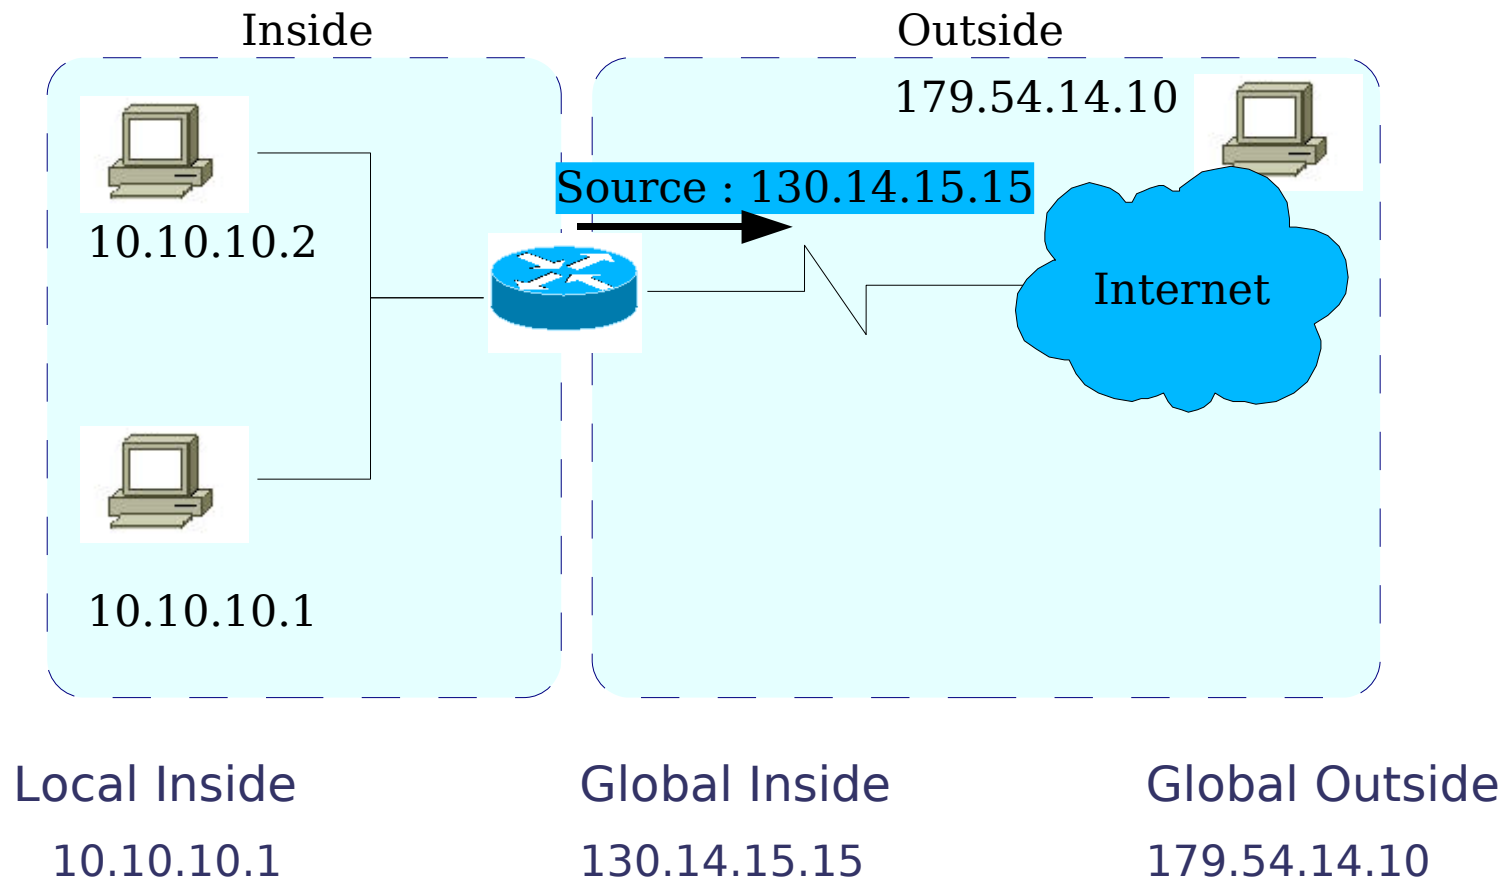 Inside
Outside
179.54.14.10
Source : 130.14.15.15
10.10.10.2
Internet
10.10.10.1
Local Inside
Global Inside
Global Outside
10.10.10.1
130.14.15.15
179.54.14.10